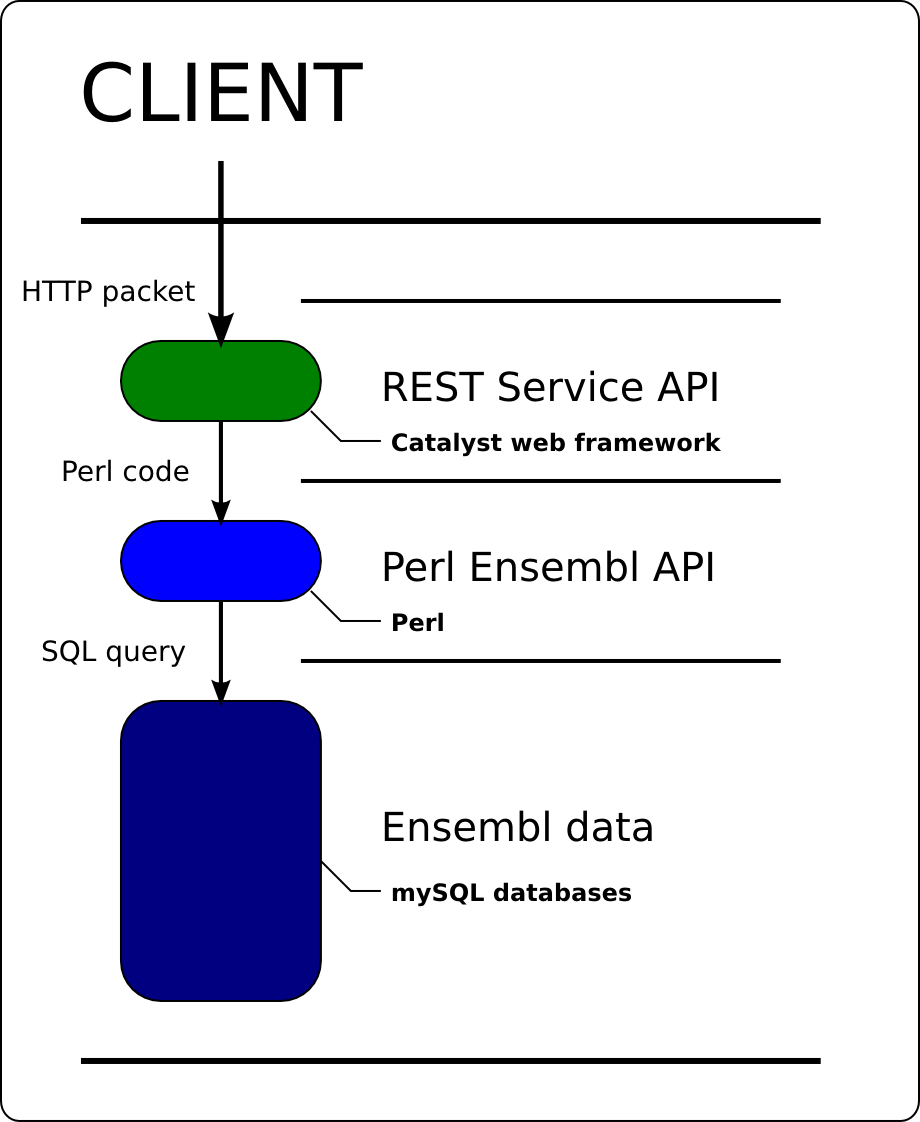 CLIENT
HTTP packet
REST Service API
Catalyst web framework
Perl code
Perl Ensembl API
Perl
SQL query
Ensembl data
mySQL databases